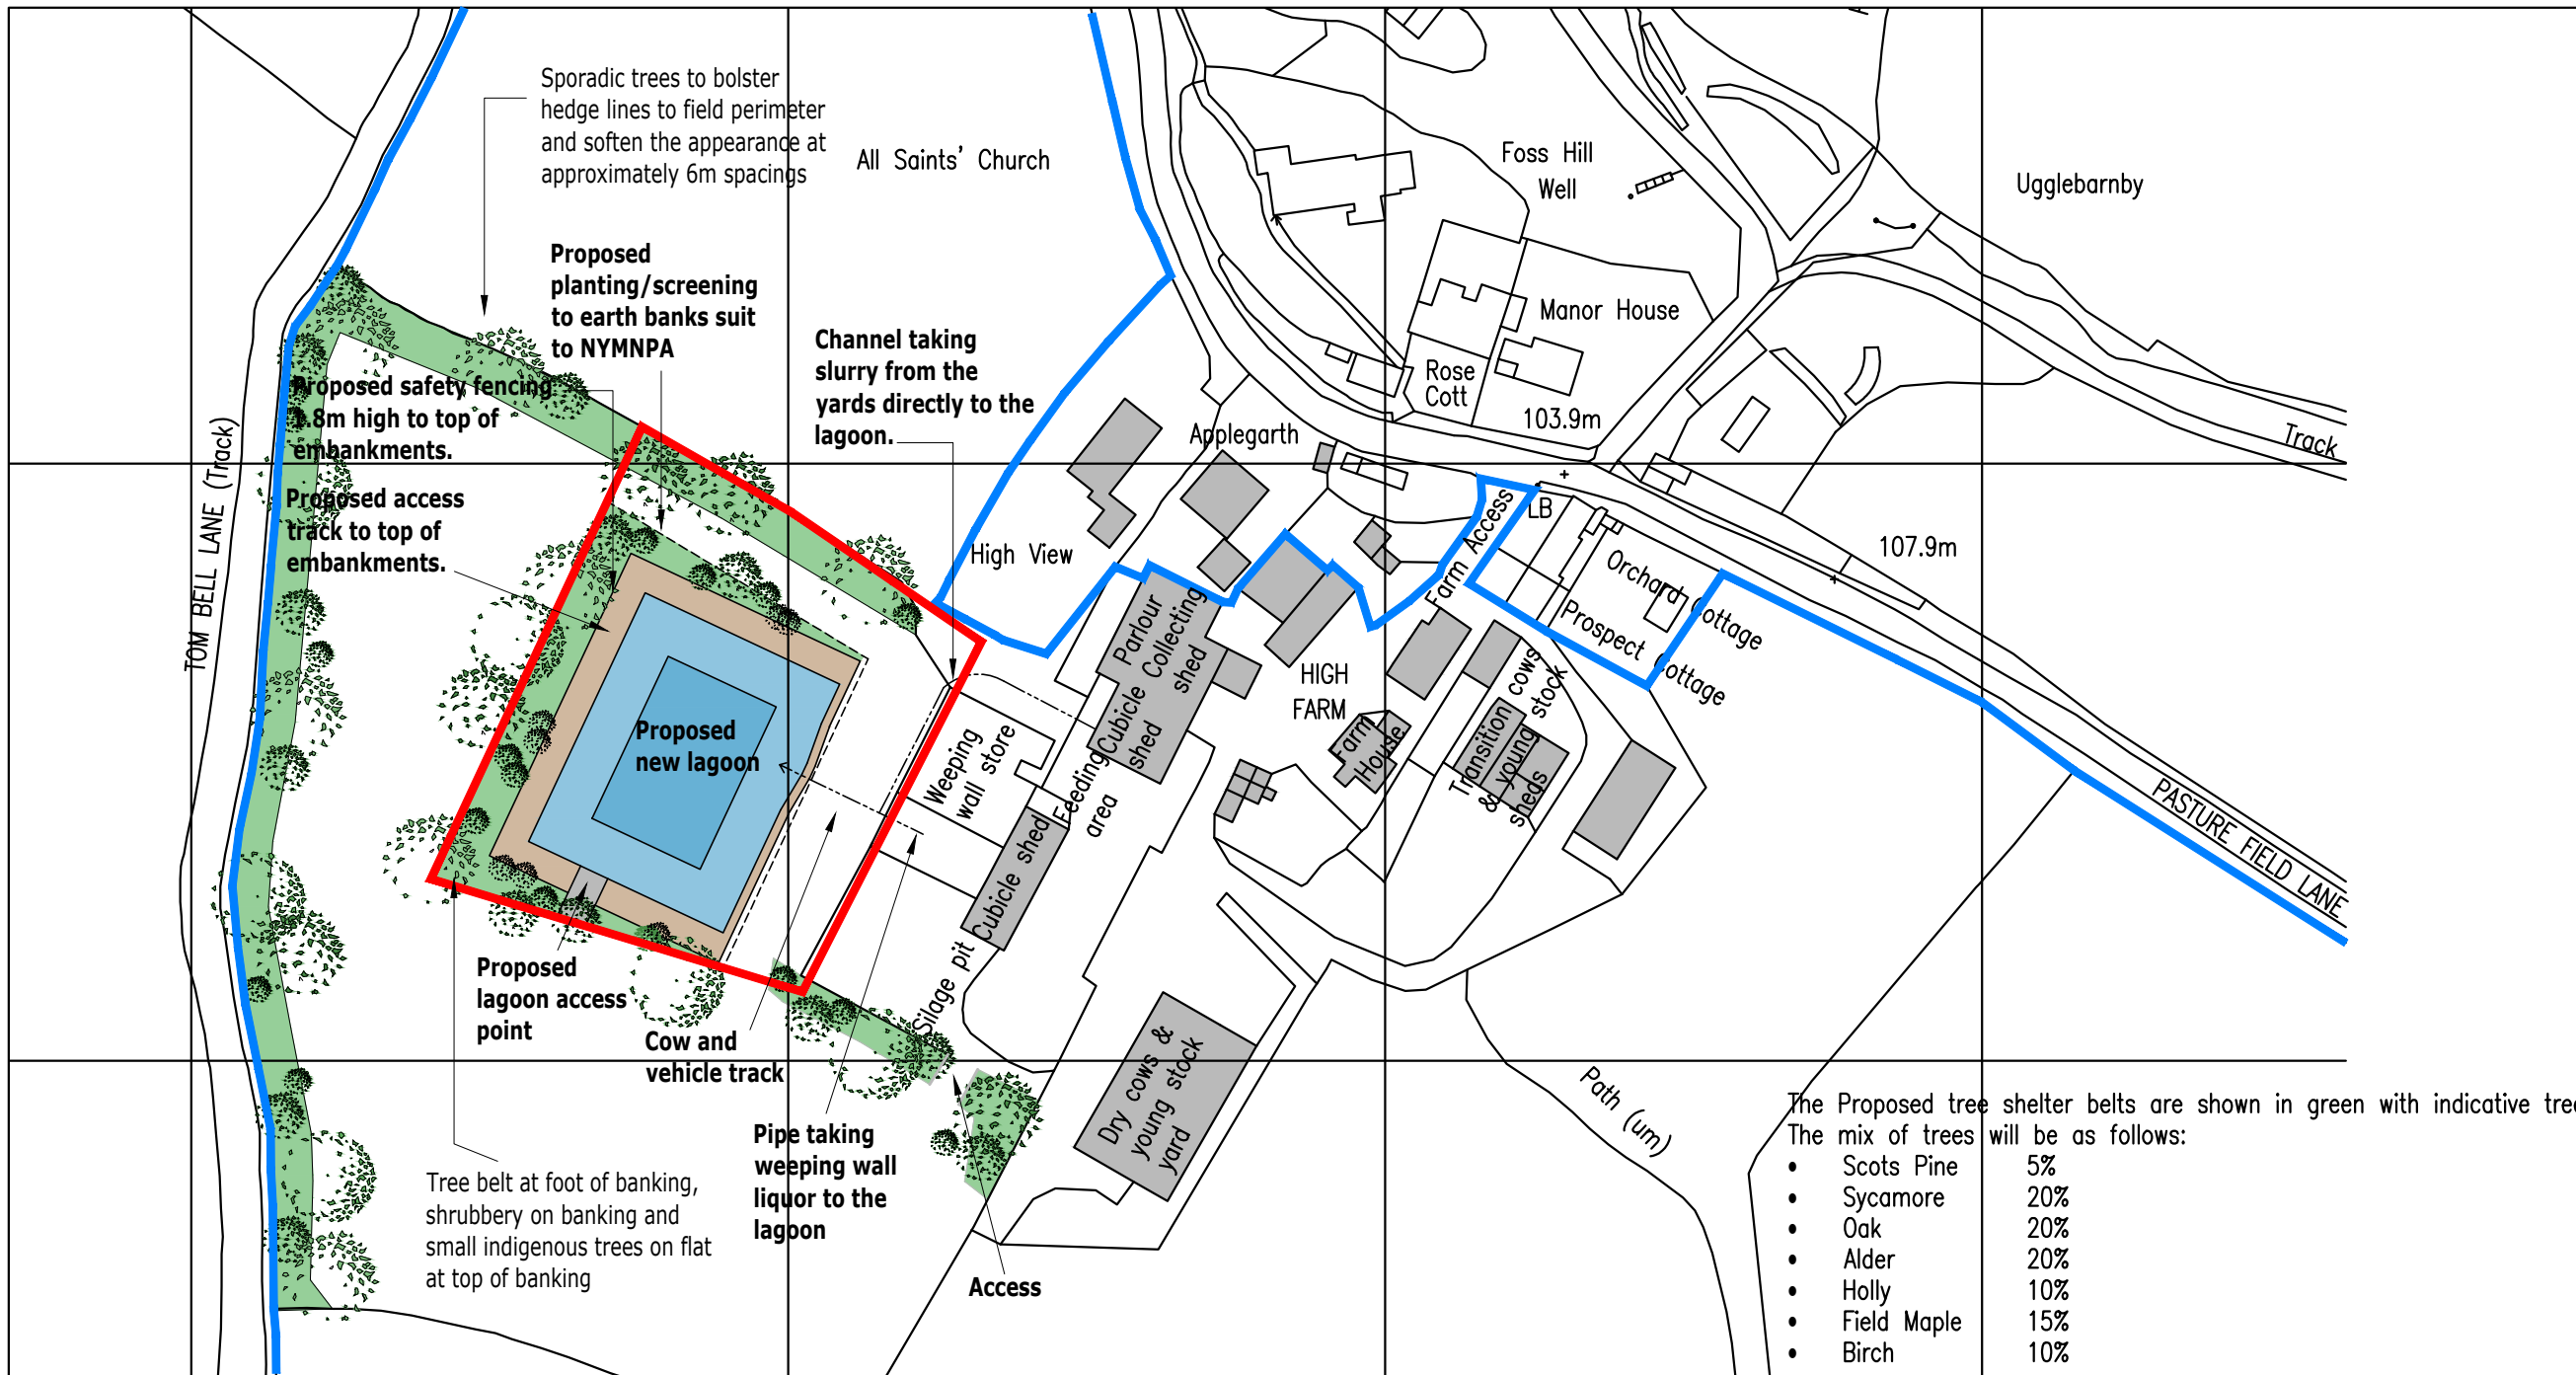 Sporadic trees to bolster
hedge lines to field perimeter
and soften the appearance at
approximately 6m spacings
All Saints' Church
Foss Hill
Well
Ugglebarnby
Proposed
planting/screening
to earth banks suit
to NYMNPA
Manor House
Channel taking
slurry from the
yards directly to the
lagoon.
Rose
Cott
103.9m
Proposed safety fencing
1.8m high to top of
embankments.
Applegarth
Track
TOM BELL LANE (Track)
Proposed access
track to top of
embankments.
High View
Farm Access
LB
107.9m
Orchard Cottage
Prospect Cottage
Parlour
Collecting
shed
Cubicle
shed
HIGH
FARM
Farm
House
Transition cows
& young stock
sheds
Proposed
new lagoon
Weeping
wall store
Feeding
area
Cubicle shed
PASTURE FIELD LANE
Silage pit
Proposed
lagoon access
point
Cow and
vehicle track
Dry cows &
young stock
yard
Path (um)
Pipe taking
weeping wall
liquor to the
lagoon
Tree belt at foot of banking,
shrubbery on banking and
small indigenous trees on flat
at top of banking
Access
The Proposed tree shelter belts are shown in green with indicative tre
The mix of trees will be as follows:
• Scots Pine 5%
• Sycamore 20%
• Oak 20%
• Alder 20%
• Holly 10%
• Field Maple 15%
• Birch 10%